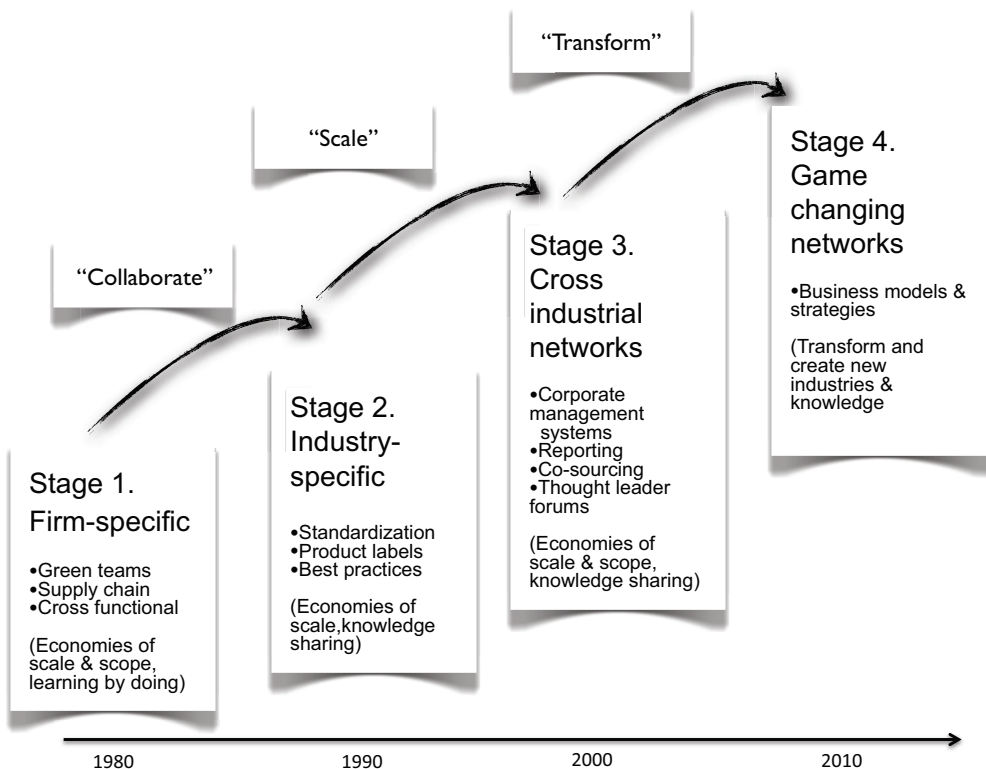 “Transform”
“Scale”
“Collaborate”
Stage 1.
Firm-specific
•Green teams
•Supply chain
•Cross functional
(Economies of
scale & scope,
learning by doing)
Stage 2.
Industry-
specific
•Standardization
•Product labels
•Best practices
(Economies of
scale,knowledge
sharing)
Stage 3.
Cross
industrial
networks
•Corporate
management
systems
•Reporting
•Co-sourcing
•Thought leader
forums
(Economies of
scale & scope,
knowledge sharing)
Stage 4.
Game
changing
networks
•Business models &
strategies
(Transform and
create new
industries &
knowledge
1980
1990
2000
2010